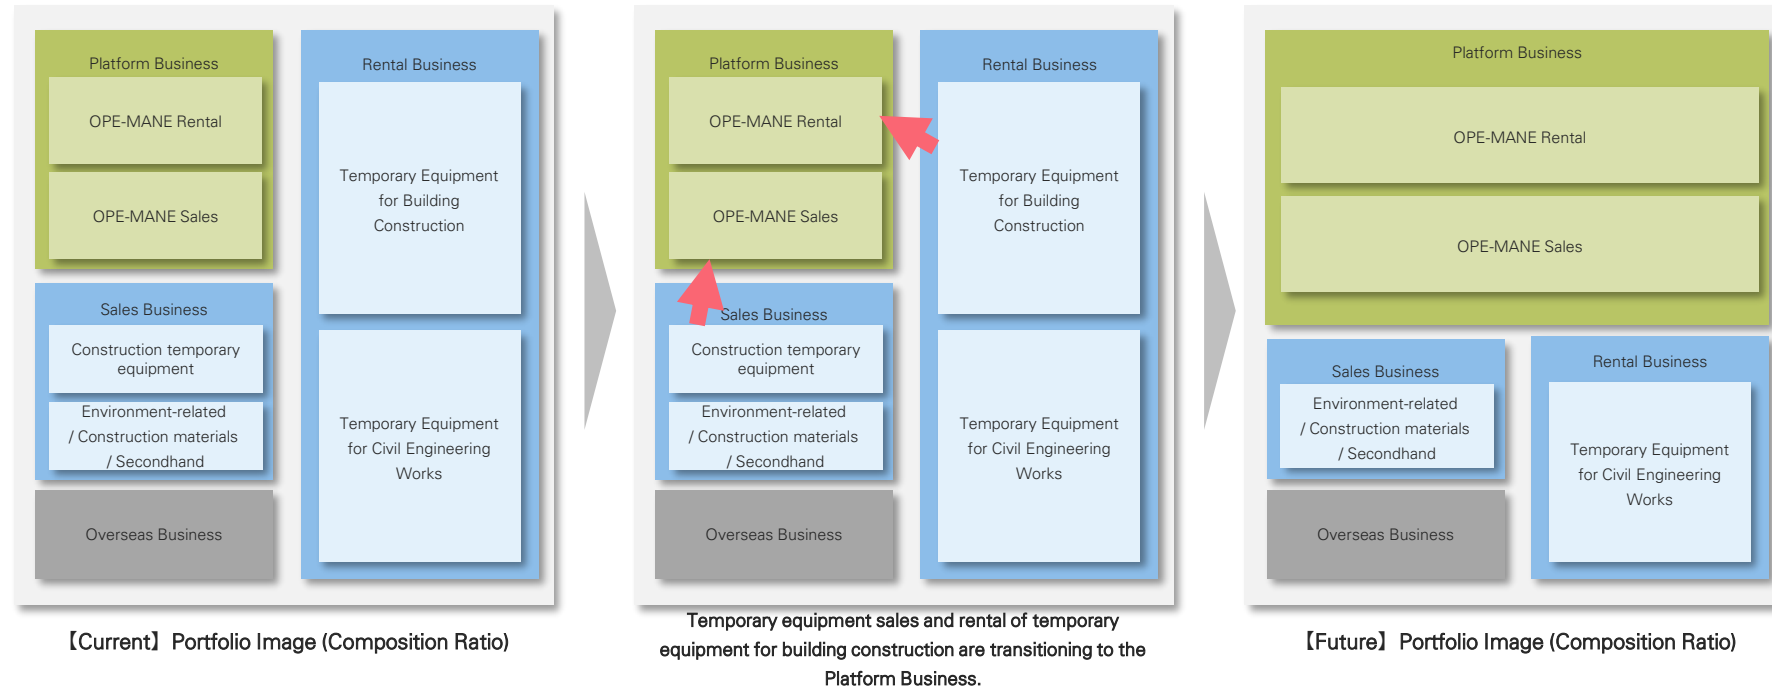 Platform Business
OPE-MANE Rental
OPE-MANE Sales
Sales Business
Construction temporary
equipment
Environment-related
/ Construction materials
/ Secondhand
Overseas Business
Rental Business
Temporary Equipment
for Building
Construction
Temporary Equipment
for Civil Engineering
Works
【Current】Portfolio Image (Composition Ratio)
Platform Business
OPE-MANE Rental
OPE-MANE Sales
Sales Business
Construction temporary
equipment
Environment-related
/ Construction materials
/ Secondhand
Overseas Business
Rental Business
Temporary Equipment
for Building
Construction
Temporary Equipment
for Civil Engineering
Works
Temporary equipment sales and rental of temporary
equipment for building construction are transitioning to the
Platform Business.
Platform Business
OPE-MANE Rental
OPE-MANE Sales
Sales Business
Environment-related
/ Construction materials
/ Secondhand
Overseas Business
Rental Business
Temporary Equipment
for Civil Engineering
Works
【Future】Portfolio Image (Composition Ratio)